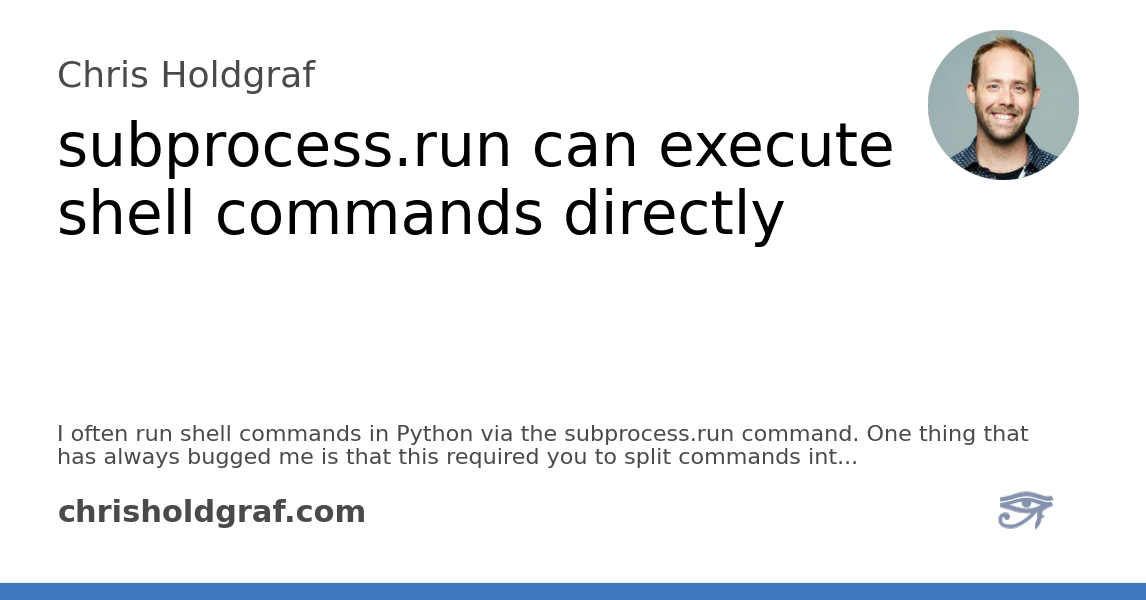 Chris Holdgraf
subprocess.run can execute
shell commands directly
I often run shell commands in Python via the subprocess.run command. One thing that
has always bugged me is that this required you to split commands int...
chrisholdgraf.com